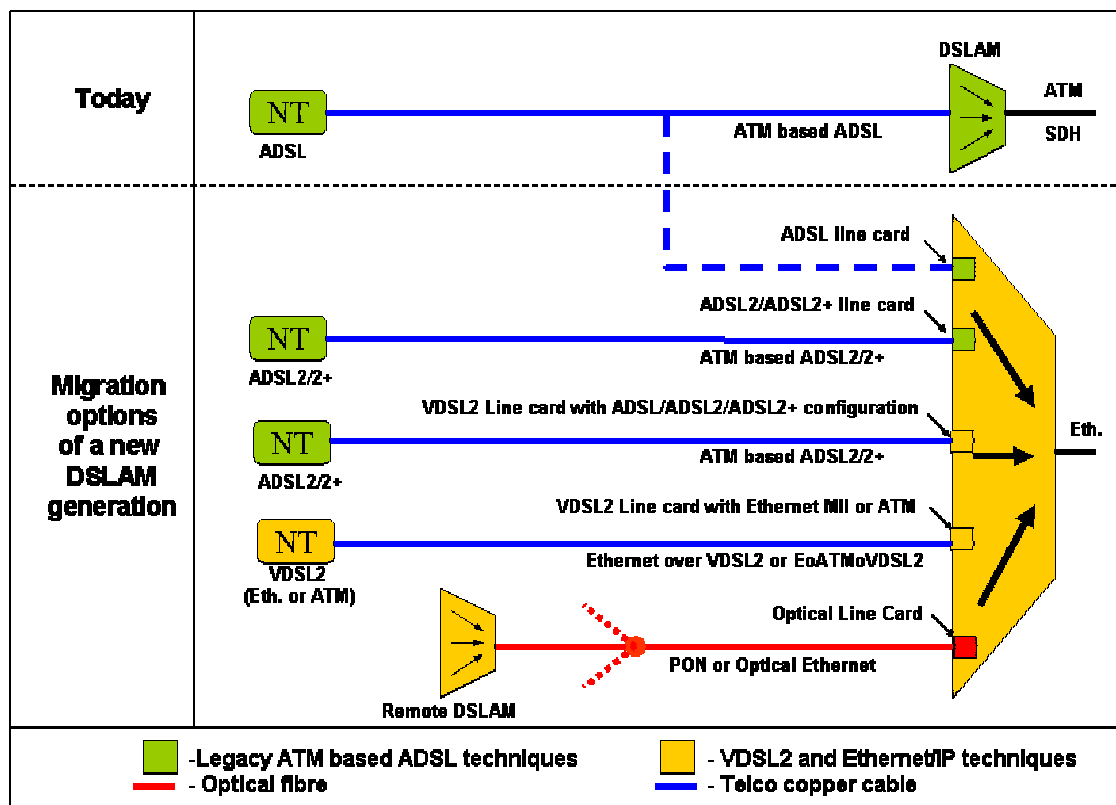 Today
NT
ADSL
ATM based ADSL
DSLAM
ATM
SDH
Migration
options
of a new
DSLAM
generation
ADSL line card
ADSL2/ADSL2+ line card
NT
ADSL2/2+
ATM based ADSL2/2+
VDSL2 Line card with ADSL/ADSL2/ADSL2+ configuration
NT
ADSL2/2+
ATM based ADSL2/2+
Eth.
VDSL2 Line card with Ethernet MII or ATM
NT
VDSL2
(Eth. or ATM)
Ethernet over VDSL2 or EoATMoVDSL2
Optical Line Card
PON or Optical Ethernet
Remote DSLAM
-Legacy ATM based ADSL techniques
- VDSL2 and Ethernet/IP techniques
- Optical fibre
- Telco copper cable